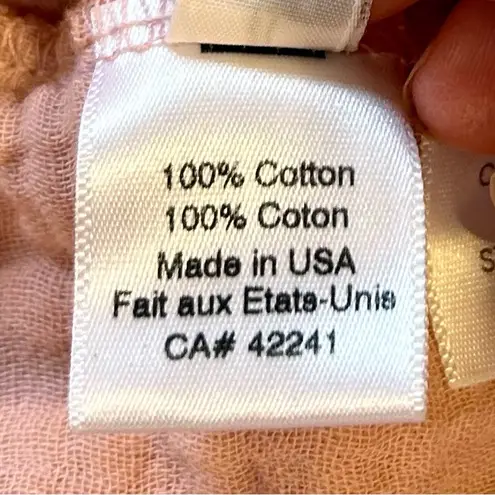 100% Cotton
100% Coton
Made in USA
Fait aux Etats-Unis
CA# 42241